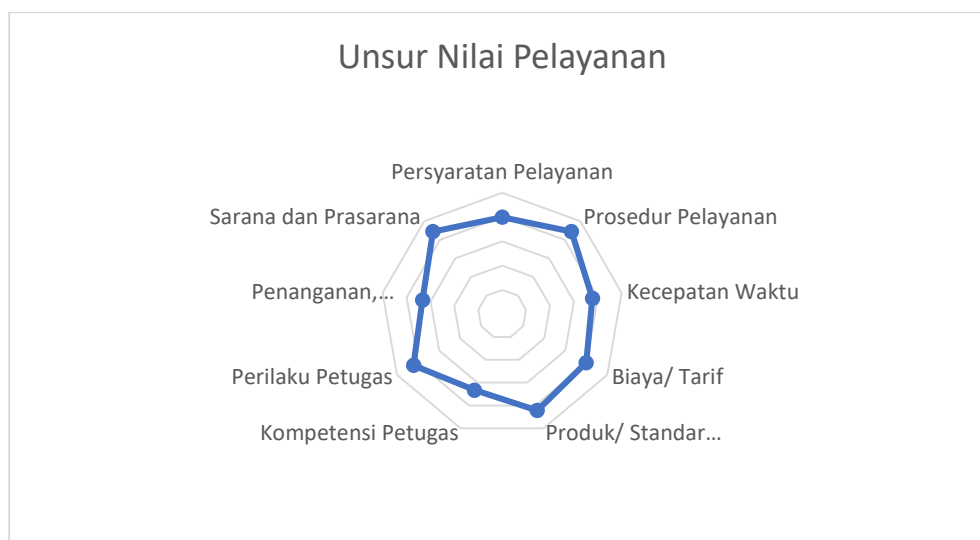 Unsur Nilai Pelayanan
Persyaratan Pelayanan
Prosedur Pelayanan
Kecepatan Waktu
Biaya/ Tarif
Produk/ Standar...
Kompetensi Petugas
Perilaku Petugas
Penanganan,...
Sarana dan Prasarana